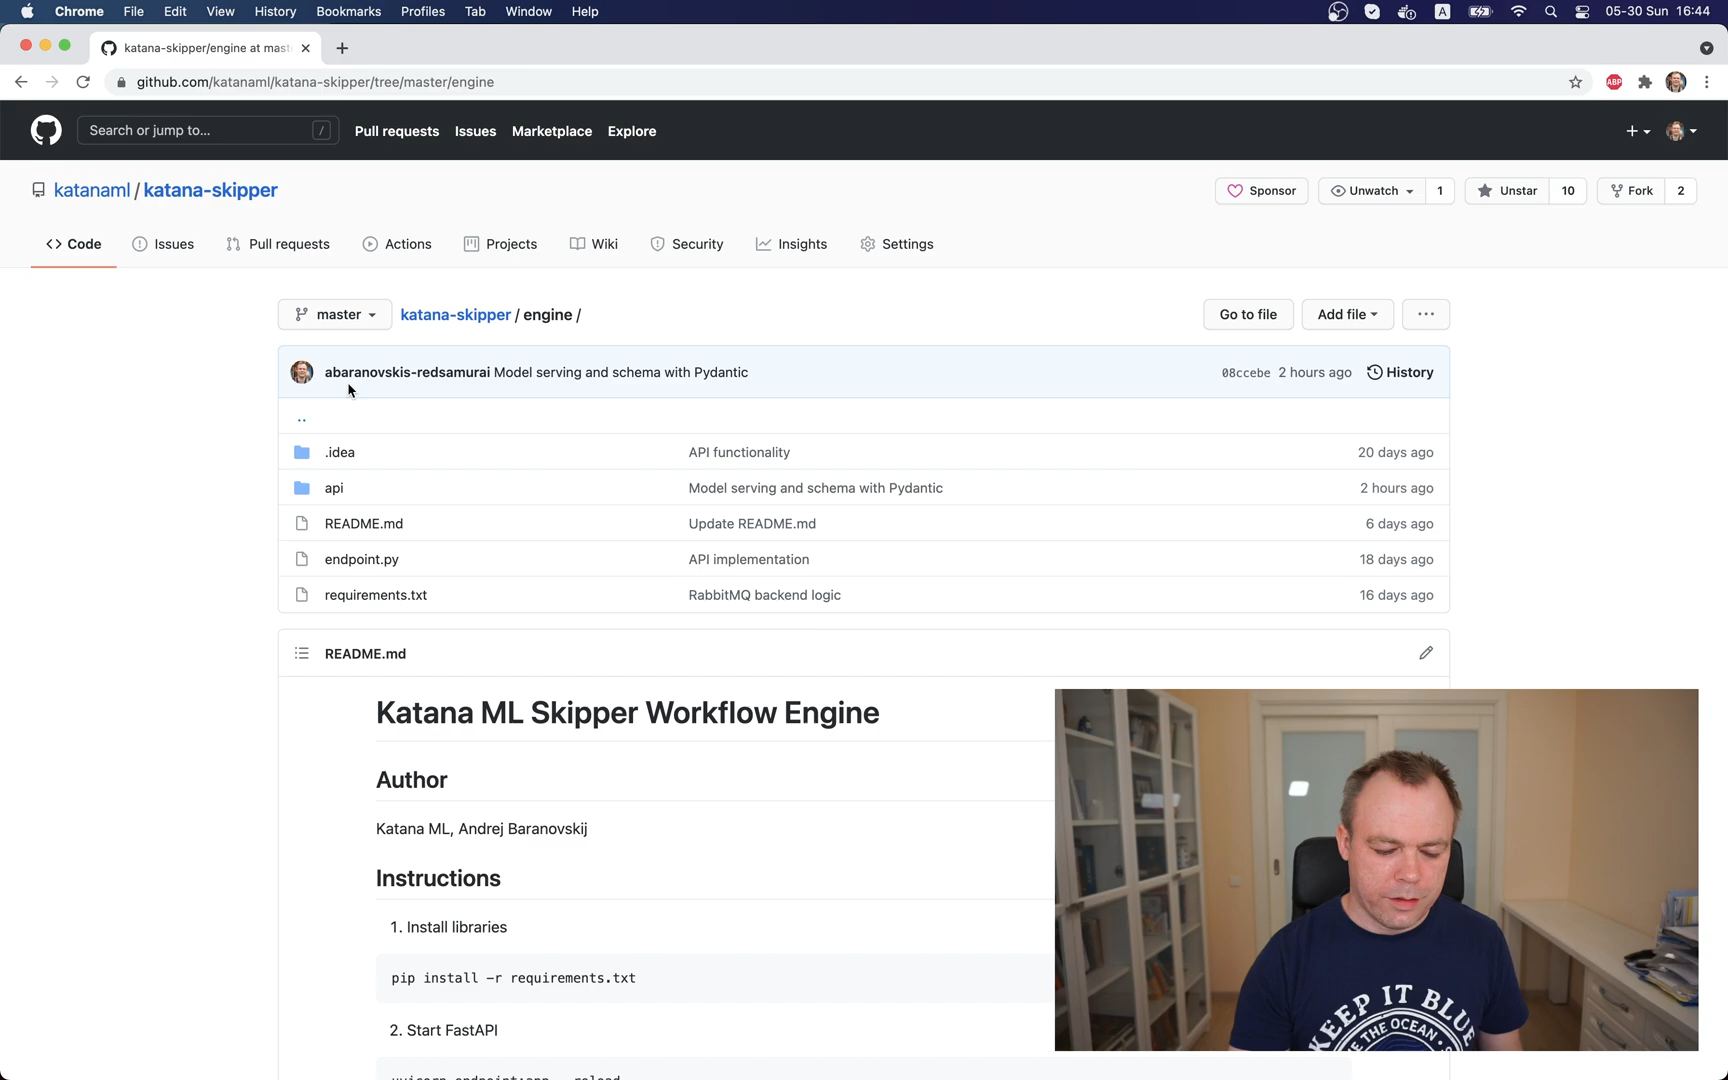 Chrome File Edit View History Bookmarks Profiles Tab Window Help
A 05-30 Sun 16:44
katana-skipper/engine at mast
github.com/katanaml/katana-skipper/tree/master/engine
ABP
Search or jump to... /
Pull requests Issues Marketplace Explore
katanaml / katana-skipper
Sponsor Unwatch 1 Unstar 10 Fork 2
Code Issues Pull requests Actions Projects Wiki Security Insights Settings
master katana-skipper / engine / Go to file Add file ...
abaranovskis-redsamurai Model serving and schema with Pydantic 08ccebe 2 hours ago History
..
.idea API functionality 20 days ago
api Model serving and schema with Pydantic 2 hours ago
README.md Update README.md 6 days ago
endpoint.py API implementation 18 days ago
requirements.txt RabbitMQ backend logic 16 days ago
README.md
Katana ML Skipper Workflow Engine
Author
Katana ML, Andrej Baranovskij
Instructions
1. Install libraries
pip install -r requirements.txt
2. Start FastAPI
KEEP IT BLUE
THE OCEAN